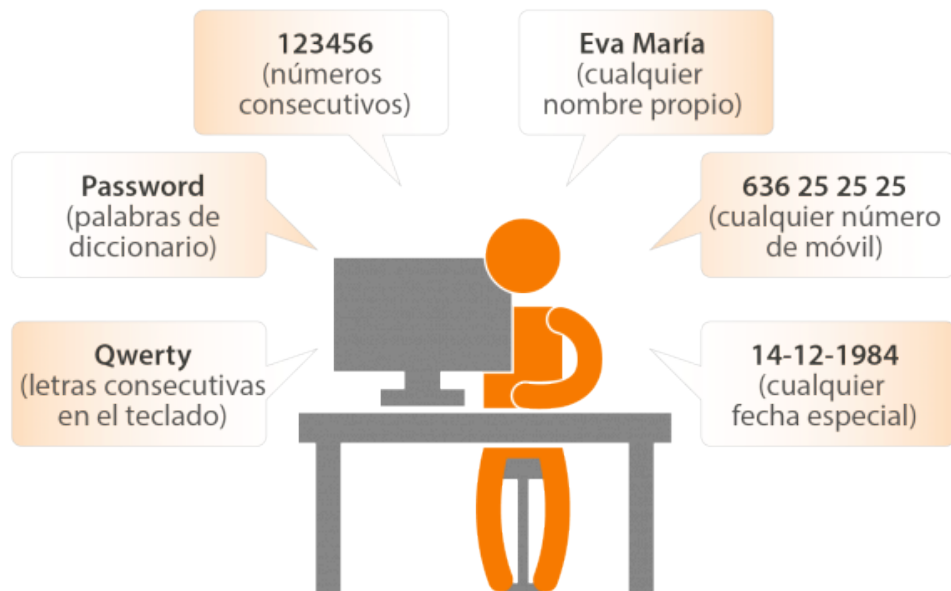 123456
(números
consecutivos)
Eva María
(cualquier
nombre propio)
Password
(palabras de
diccionario)
636 25 25 25
(cualquier número
de móvil)
Qwerty
(letras consecutivas
en el teclado)
14-12-1984
(cualquier
fecha especial)